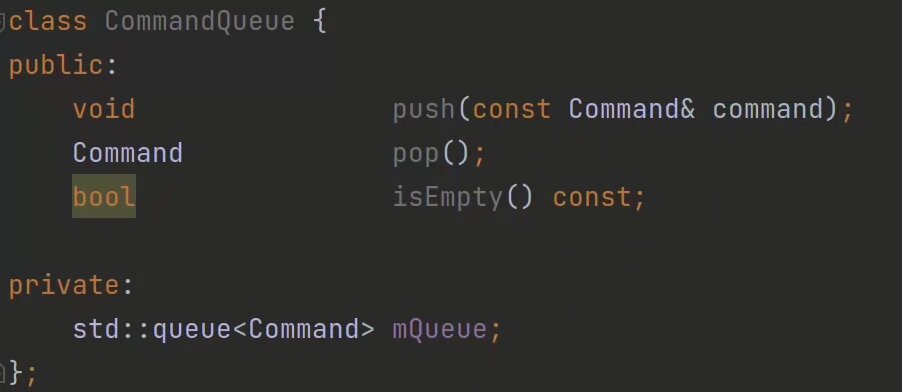 class CommandQueue {
public:
    void                push(const Command& command);
    Command             pop();
    bool                isEmpty() const;

private:
    std::queue<Command> mQueue;
};